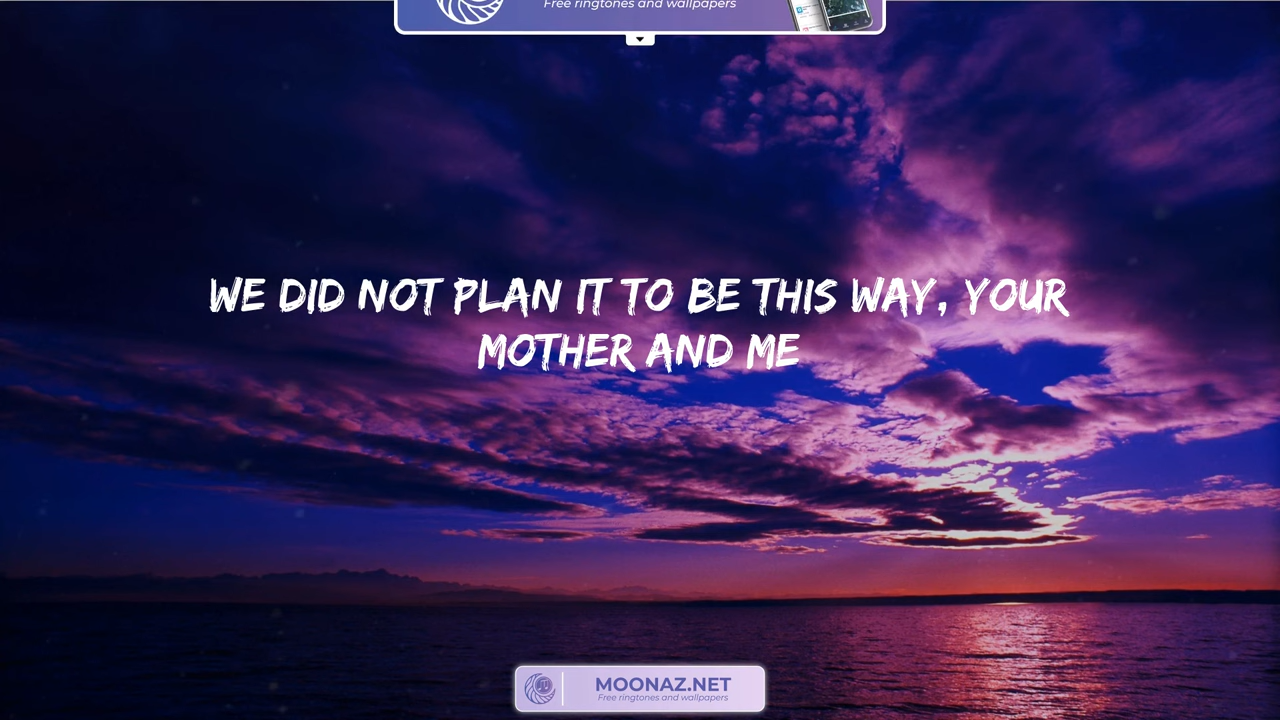 Free ringtones and wallpapers
WE DID NOT PLAN IT TO BE THIS WAY, YOUR
MOTHER AND ME
MOONAZ.NET
Free ringtones and wallpapers